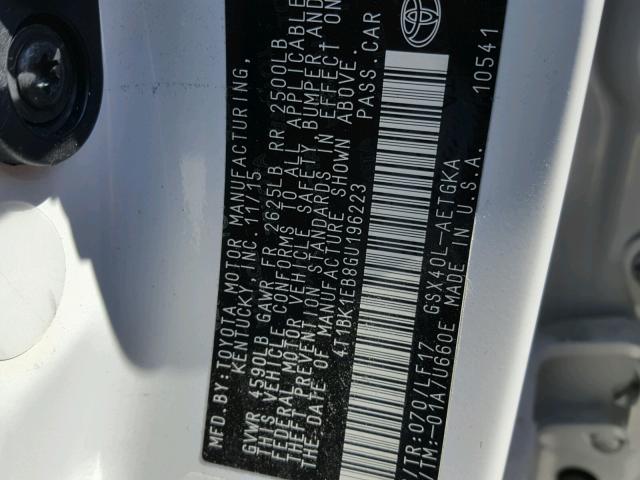 MFD. BY: TOYOTA MOTOR MANUFACTURING,
KENTUCKY, INC. 11/15
GVWR 4590LB GAWR FR 2625LB RR 2500LB
THIS VEHICLE CONFORMS TO ALL APPLICABLE
FEDERAL MOTOR VEHICLE SAFETY, BUMPER, AND
THEFT PREVENTION STANDARDS IN EFFECT ON
THE DATE OF MANUFACTURE SHOWN ABOVE.
4T1BK1EB8GU196223 PASS.CAR
/TR:070/LF17 GSX40L-AETGKA
/TM:-01A/U660E MADE IN U.S.A. 10541